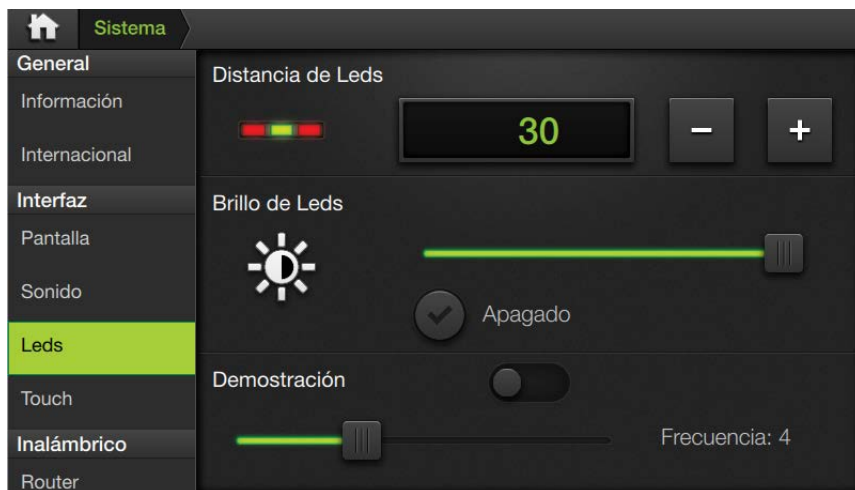 Sistema
General
Información
Internacional
Interfaz
Pantalla
Sonido
Leds
Touch
Inalámbrico
Router
Distancia de Leds
30
Brillo de Leds
Apagado
Demostración
Frecuencia: 4